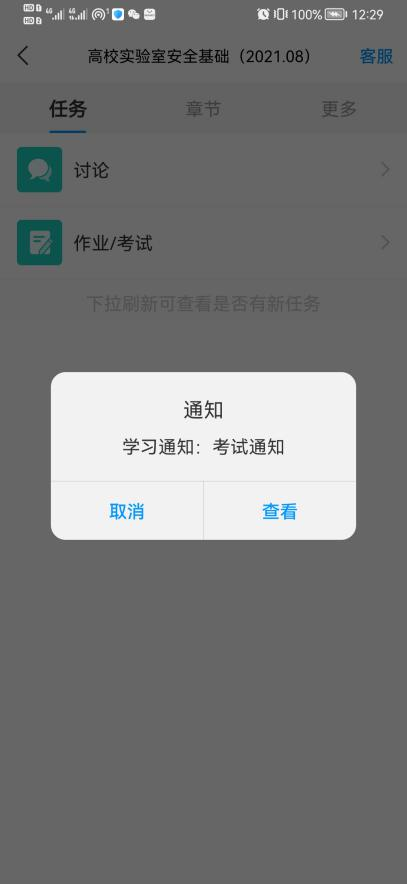 100% 12:29
高校实验室安全基础（2021.08） 客服
任务 章节 更多
讨论
作业/考试
下拉刷新可查看是否有新任务
通知
学习通知：考试通知
取消 查看